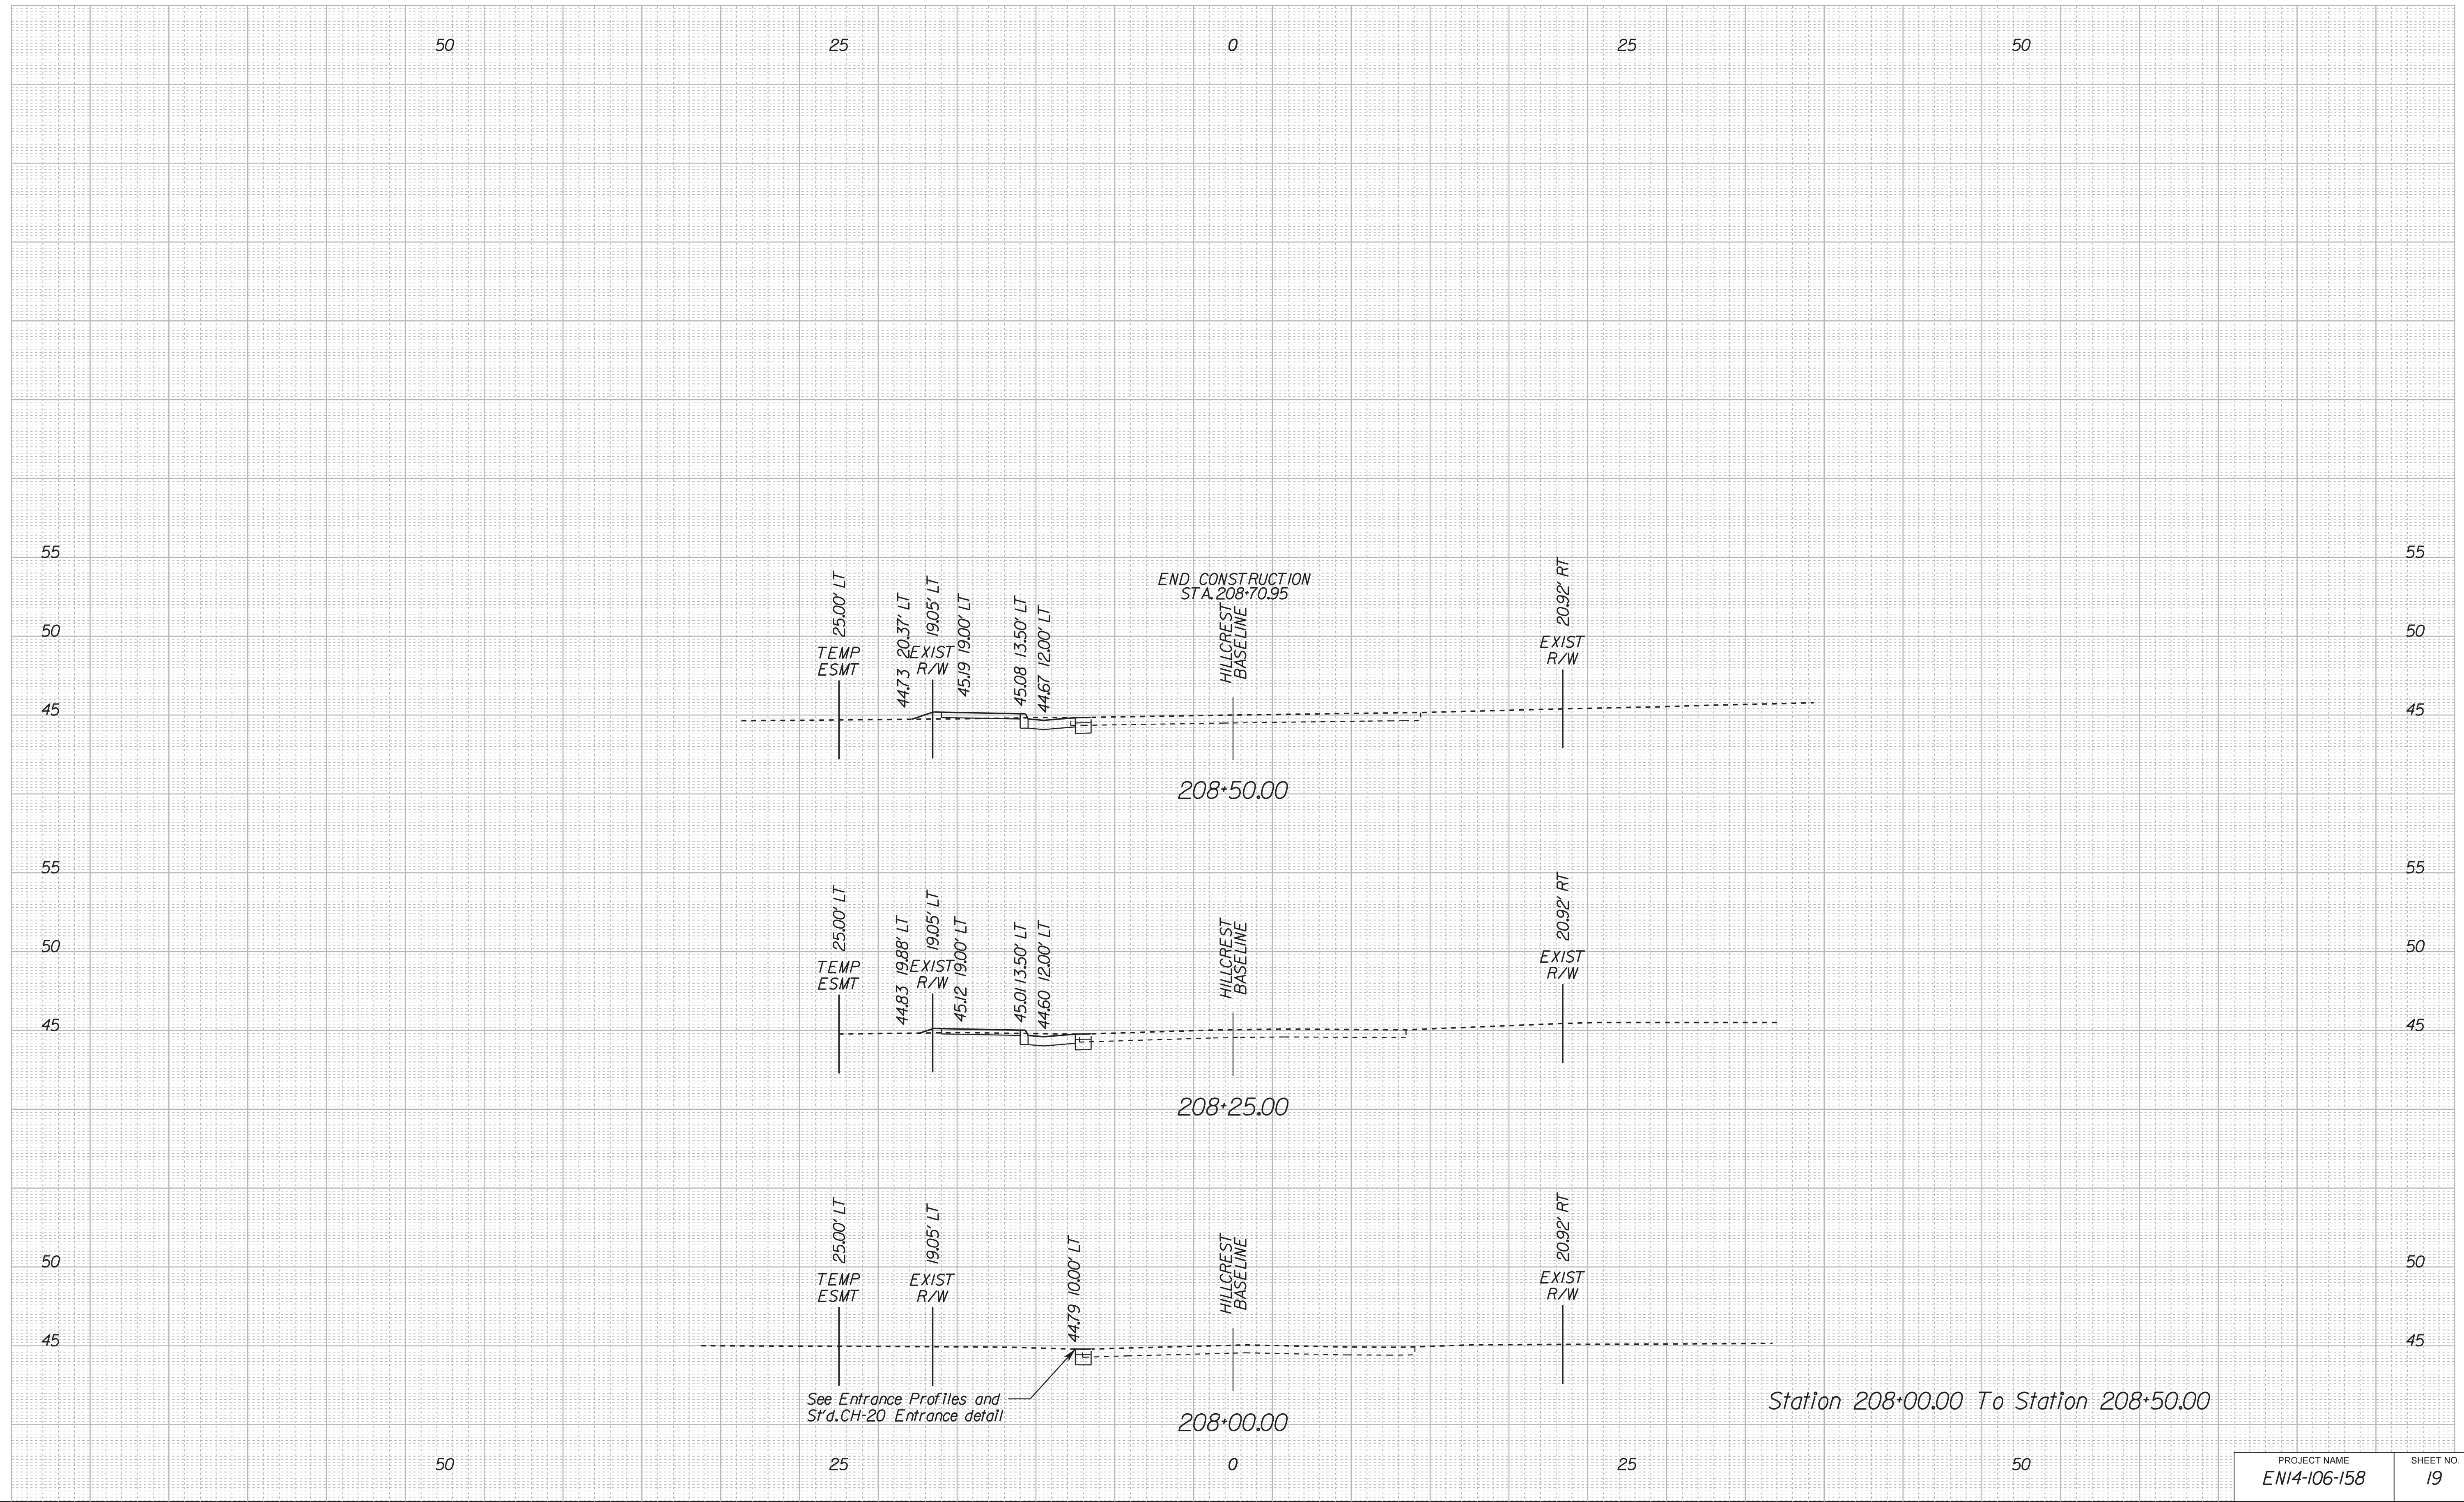 50 25 0 25 50
55 55
END CONSTRUCTION
STA. 208+70.95
25.00' LT
TEMP
ESMT
44.73 20.37' LT
19.05' LT
EXIST
R/W
45.19 19.00' LT
45.08 13.50' LT
44.67 12.00' LT
HILLCREST
BASELINE
20.92' RT
EXIST
R/W
50 50
45 45
208+50.00
55 55
25.00' LT
TEMP
ESMT
44.83 19.88' LT
19.05' LT
EXIST
R/W
45.12 19.00' LT
45.01 13.50' LT
44.60 12.00' LT
HILLCREST
BASELINE
20.92' RT
EXIST
R/W
50 50
45 45
208+25.00
25.00' LT
TEMP
ESMT
19.05' LT
EXIST
R/W
44.79 10.00' LT
HILLCREST
BASELINE
20.92' RT
EXIST
R/W
50 50
45 45
See Entrance Profiles and
St'd. CH-20 Entrance detail
208+00.00
Station 208+00.00 To Station 208+50.00
50 25 0 25 50
PROJECT NAME
EN14-106-158
SHEET NO.
19